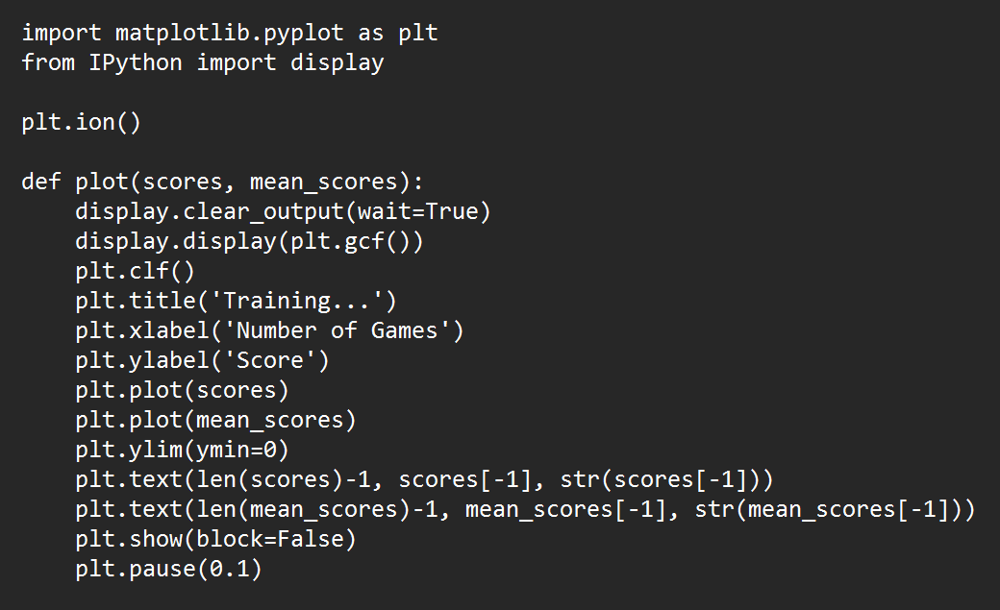 import matplotlib.pyplot as plt
from IPython import display

plt.ion()

def plot(scores, mean_scores):
    display.clear_output(wait=True)
    display.display(plt.gcf())
    plt.clf()
    plt.title('Training...')
    plt.xlabel('Number of Games')
    plt.ylabel('Score')
    plt.plot(scores)
    plt.plot(mean_scores)
    plt.ylim(ymin=0)
    plt.text(len(scores)-1, scores[-1], str(scores[-1]))
    plt.text(len(mean_scores)-1, mean_scores[-1], str(mean_scores[-1]))
    plt.show(block=False)
    plt.pause(0.1)